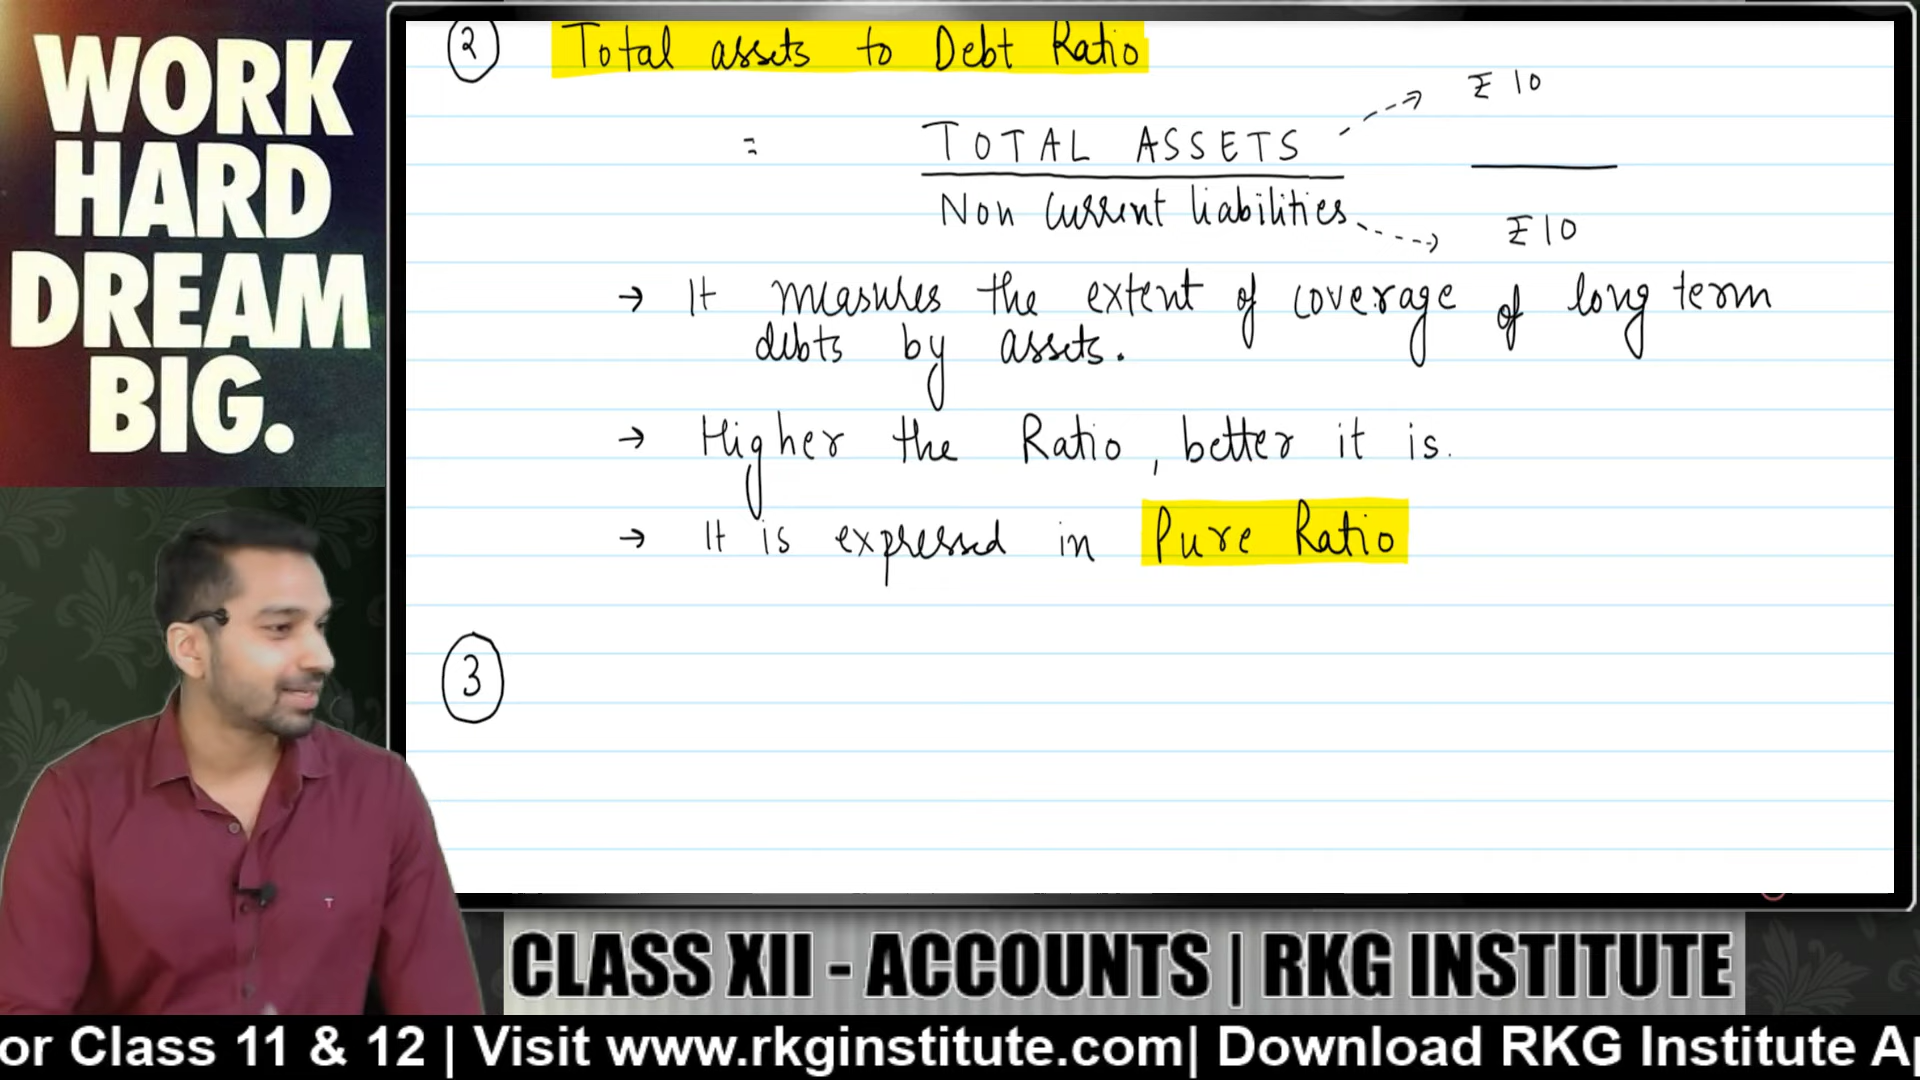 WORK
HARD
DREAM
BIG.
2 Total assets to Debt Ratio
= TOTAL ASSETS ₹ 10
Non Current liabilities ₹10
→ It measures the extent of coverage of long term
debts by assets.
→ Higher the Ratio, better it is.
→ It is expressed in Pure Ratio
3
T
CLASS XII - ACCOUNTS | RKG INSTITUTE
or Class 11 & 12 | Visit www.rkginstitute.com| Download RKG Institute Ap